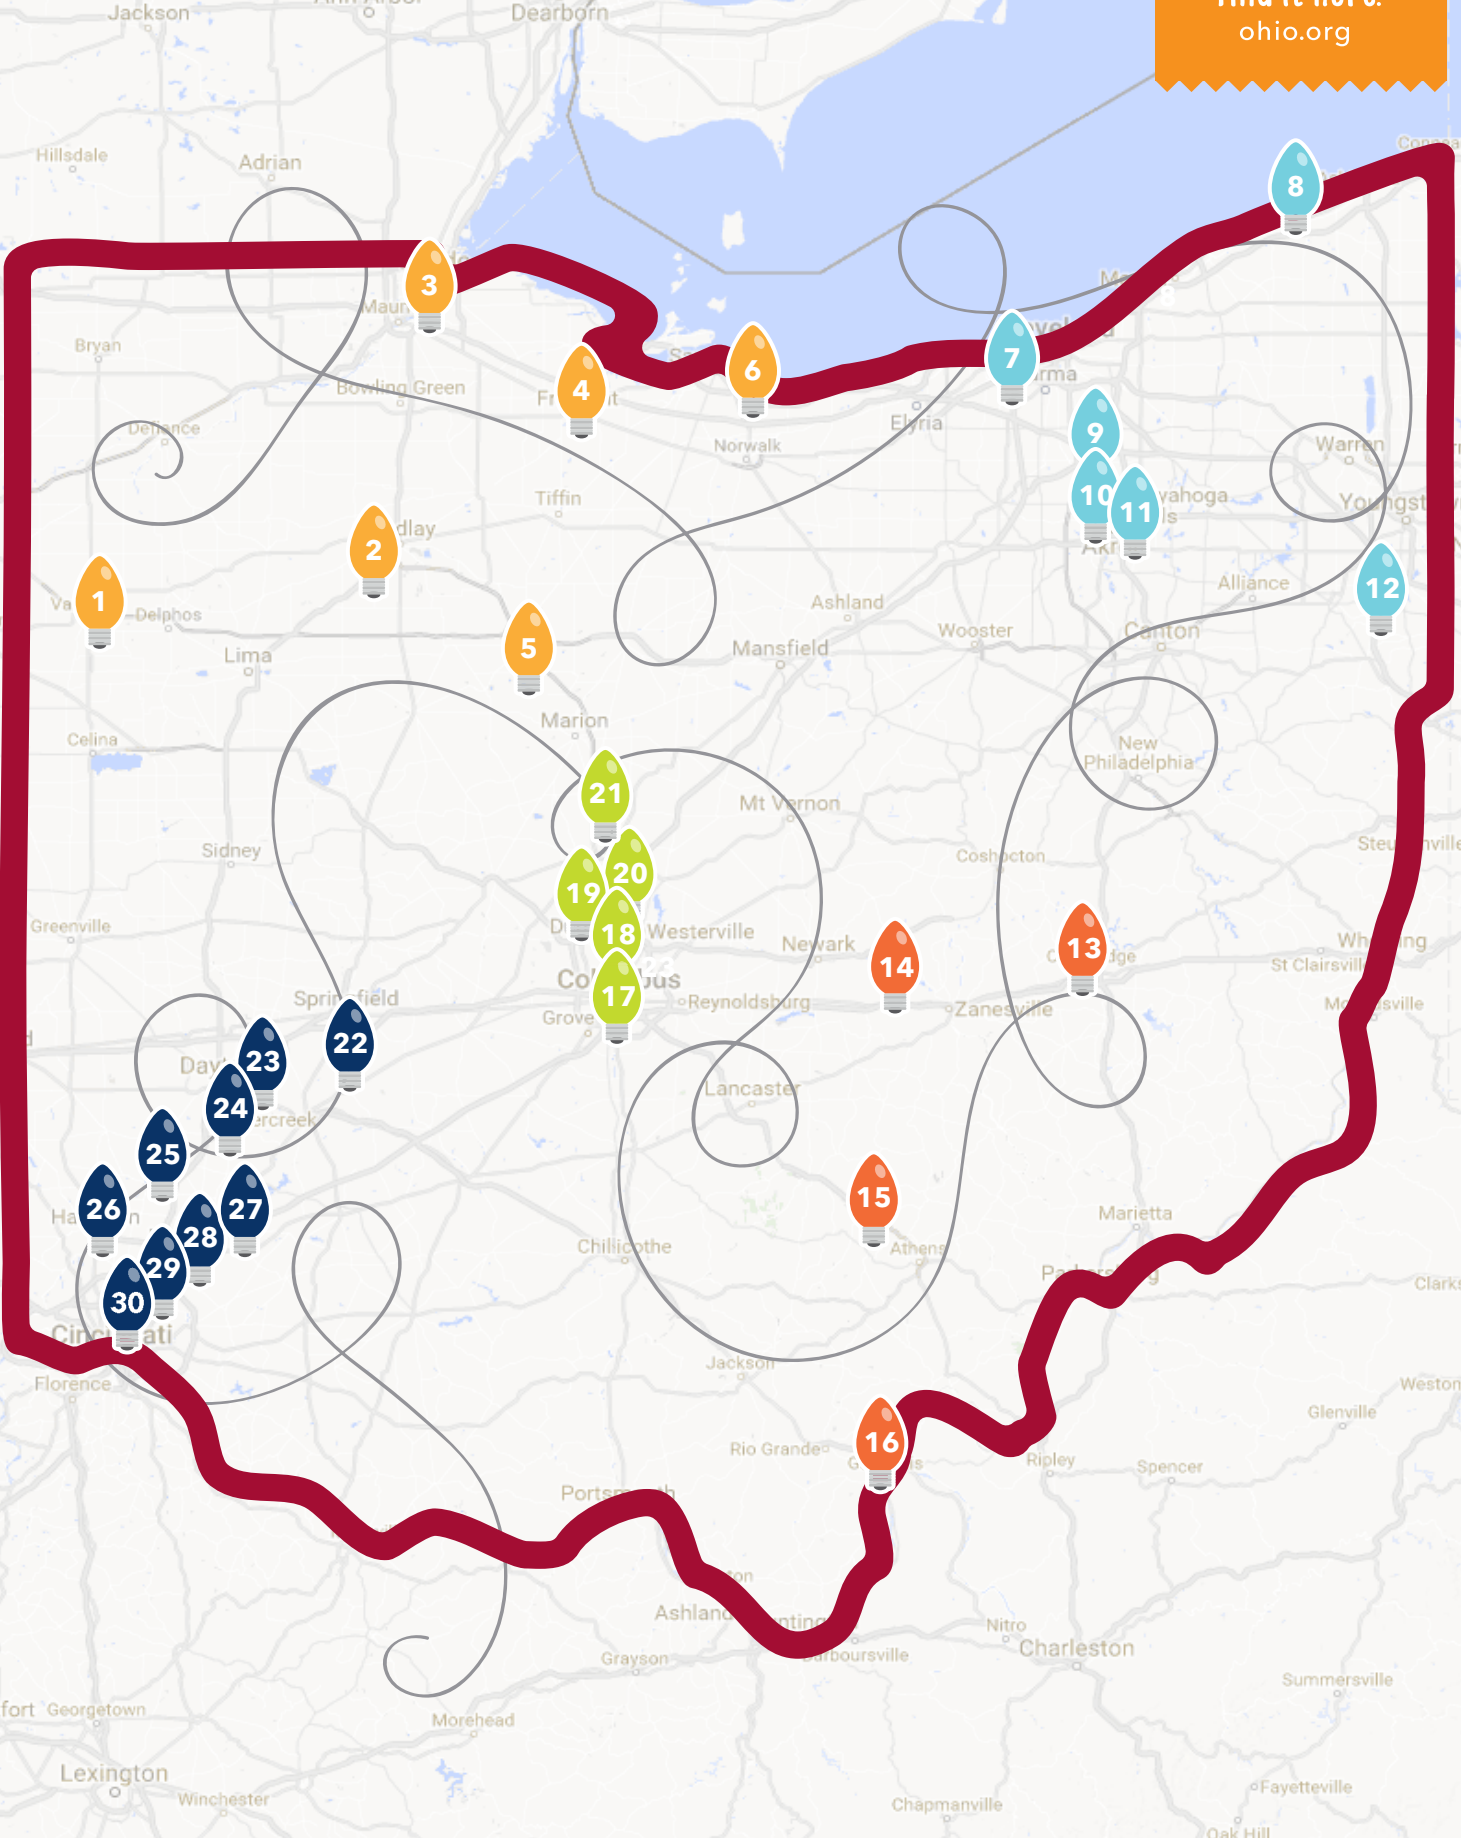 ohio.org
Jackson
Dearborn
Hillsdale
Adrian
8
3
Bryan
Bowling Green
4
6
7
Elyria
Defiance
Norwalk
9
Warren
Tiffin
10
11
2
1
Delphos
Ashland
Alliance
12
Wooster
Canton
Lima
5
Mansfield
Marion
Celina
New
Philadelphia
21
Mt Vernon
Sidney
20
Coshocton
19
Greenville
18
Westerville
Newark
14
13
St Clairsville
17
23
Reynoldsburg
Zanesville
Grove
22
23
24
Lancaster
25
26
27
28
15
Marietta
Chillicothe
Athens
29
30
Jackson
Florence
Weston
Glenville
16
Rio Grande
Ripley
Spencer
Portsmouth
Ashland
Nitro
Charleston
Grayson
Summersville
Georgetown
Morehead
Lexington
Winchester
Fayetteville
Chapmanville
Oak Hill